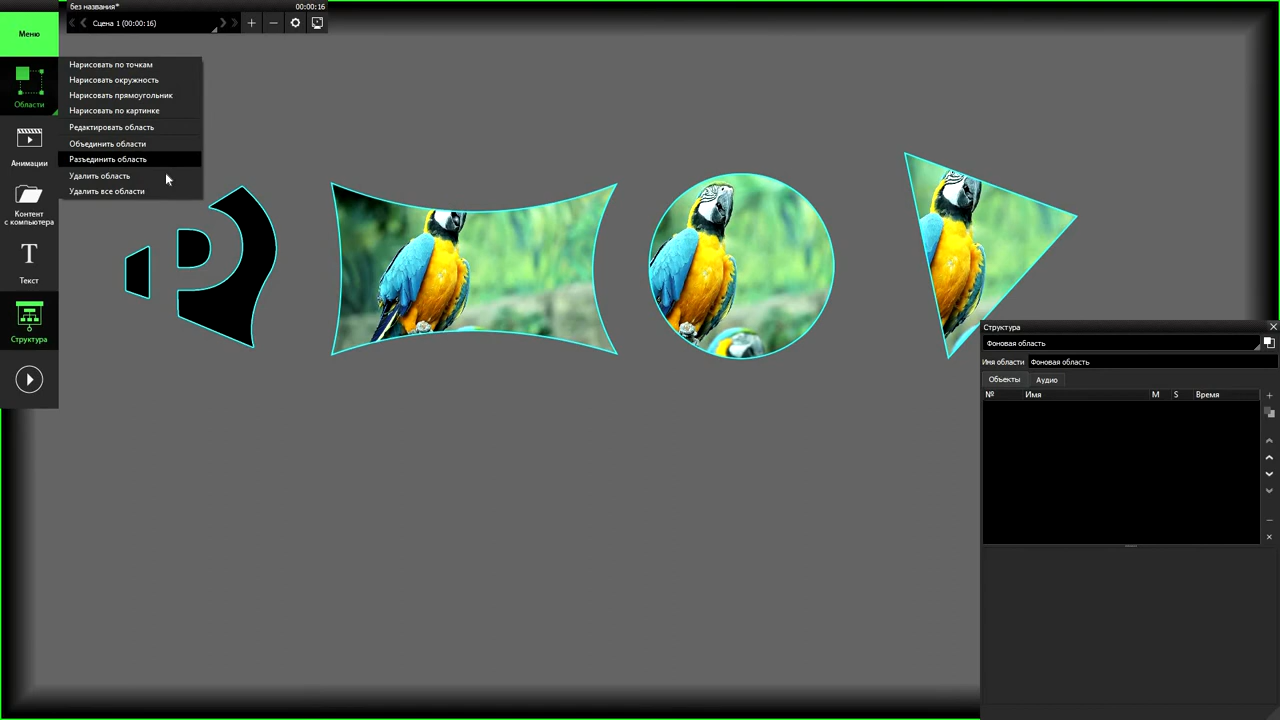 без названия*
00:00:16
Сцена 1 (00:00:16)
Меню
Области
Анимации
Контент
с компьютера
Текст
Структура
Нарисовать по точкам
Нарисовать окружность
Нарисовать прямоугольник
Нарисовать по картинке
Редактировать область
Объединить области
Разъединить область
Удалить область
Удалить все области
Структура
Фоновая область
Имя области
Фоновая область
Объекты
Аудио
№
Имя
M
S
Время